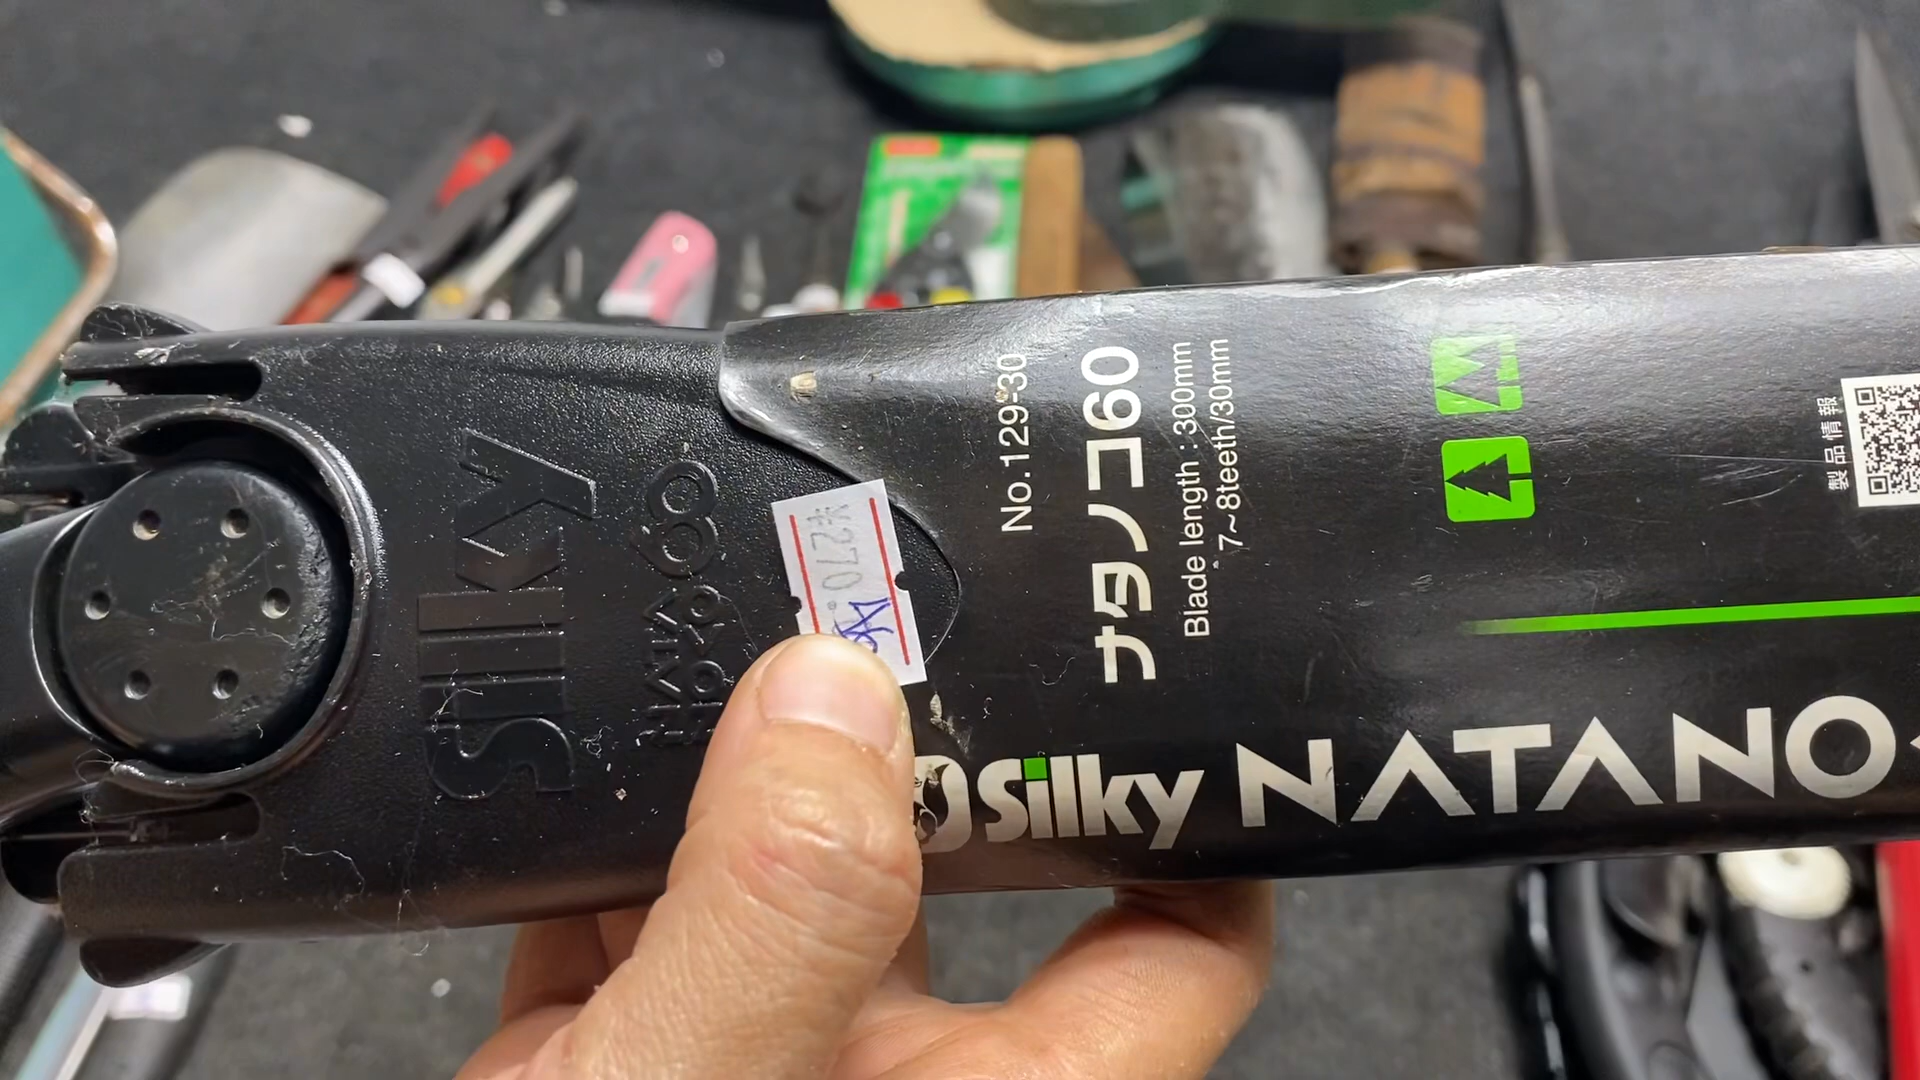 Silky
No.129-30
ナタノコ60
Blade length : 300mm
7~8teeth/30mm
製品情報
Silky NATANO